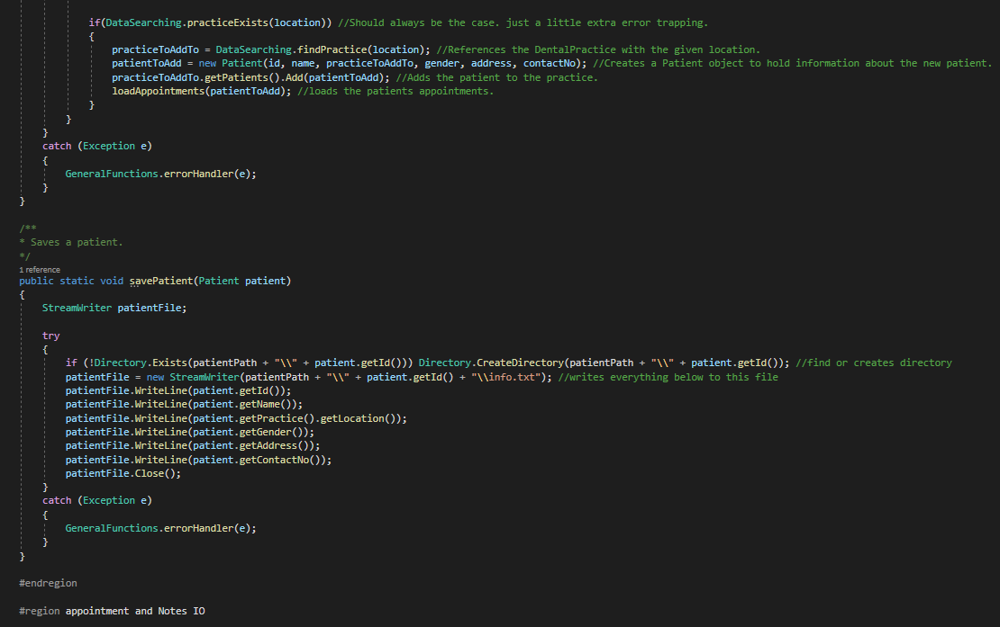 if(DataSearching.practiceExists(location)) //Should always be the case. just a little extra error trapping.
{
practiceToAddTo = DataSearching.findPractice(location); //References the DentalPractice with the given location.
patientToAdd = new Patient(id, name, practiceToAddTo, gender, address, contactNo); //Creates a Patient object to hold information about the new patient.
practiceToAddTo.getPatients().Add(patientToAdd); //Adds the patient to the practice.
loadAppointments(patientToAdd); //loads the patients appointments.
}
}
}
catch (Exception e)
{
GeneralFunctions.errorHandler(e);
}
}
/**
* Saves a patient.
*/
1 reference
public static void savePatient(Patient patient)
{
StreamWriter patientFile;
try
{
if (!Directory.Exists(patientPath + "\\" + patient.getId())) Directory.CreateDirectory(patientPath + "\\" + patient.getId()); //find or creates directory
patientFile = new StreamWriter(patientPath + "\\" + patient.getId() + "\\info.txt"); //writes everything below to this file
patientFile.WriteLine(patient.getId());
patientFile.WriteLine(patient.getName());
patientFile.WriteLine(patient.getPractice().getLocation());
patientFile.WriteLine(patient.getGender());
patientFile.WriteLine(patient.getAddress());
patientFile.WriteLine(patient.getContactNo());
patientFile.Close();
}
catch (Exception e)
{
GeneralFunctions.errorHandler(e);
}
}
#endregion
#region appointment and Notes IO